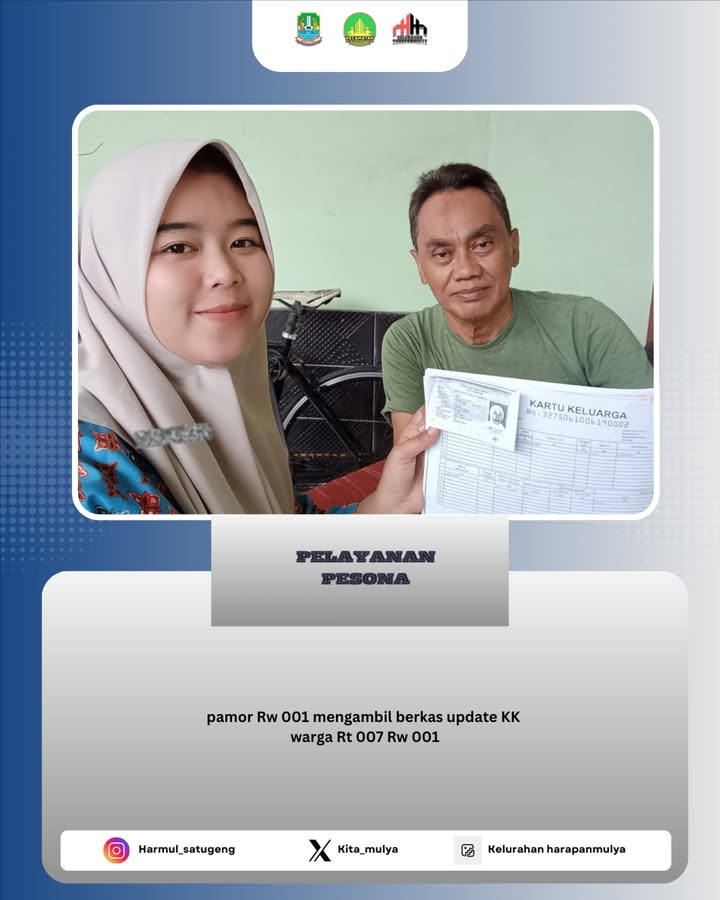 KARTU KELUARGA
No. 3275061006190002
PELAYANAN
PESONA
pamor Rw 001 mengambil berkas update KK
warga Rt 007 Rw 001
Harmul_satugeng
Kita_mulya
Kelurahan harapanmulya